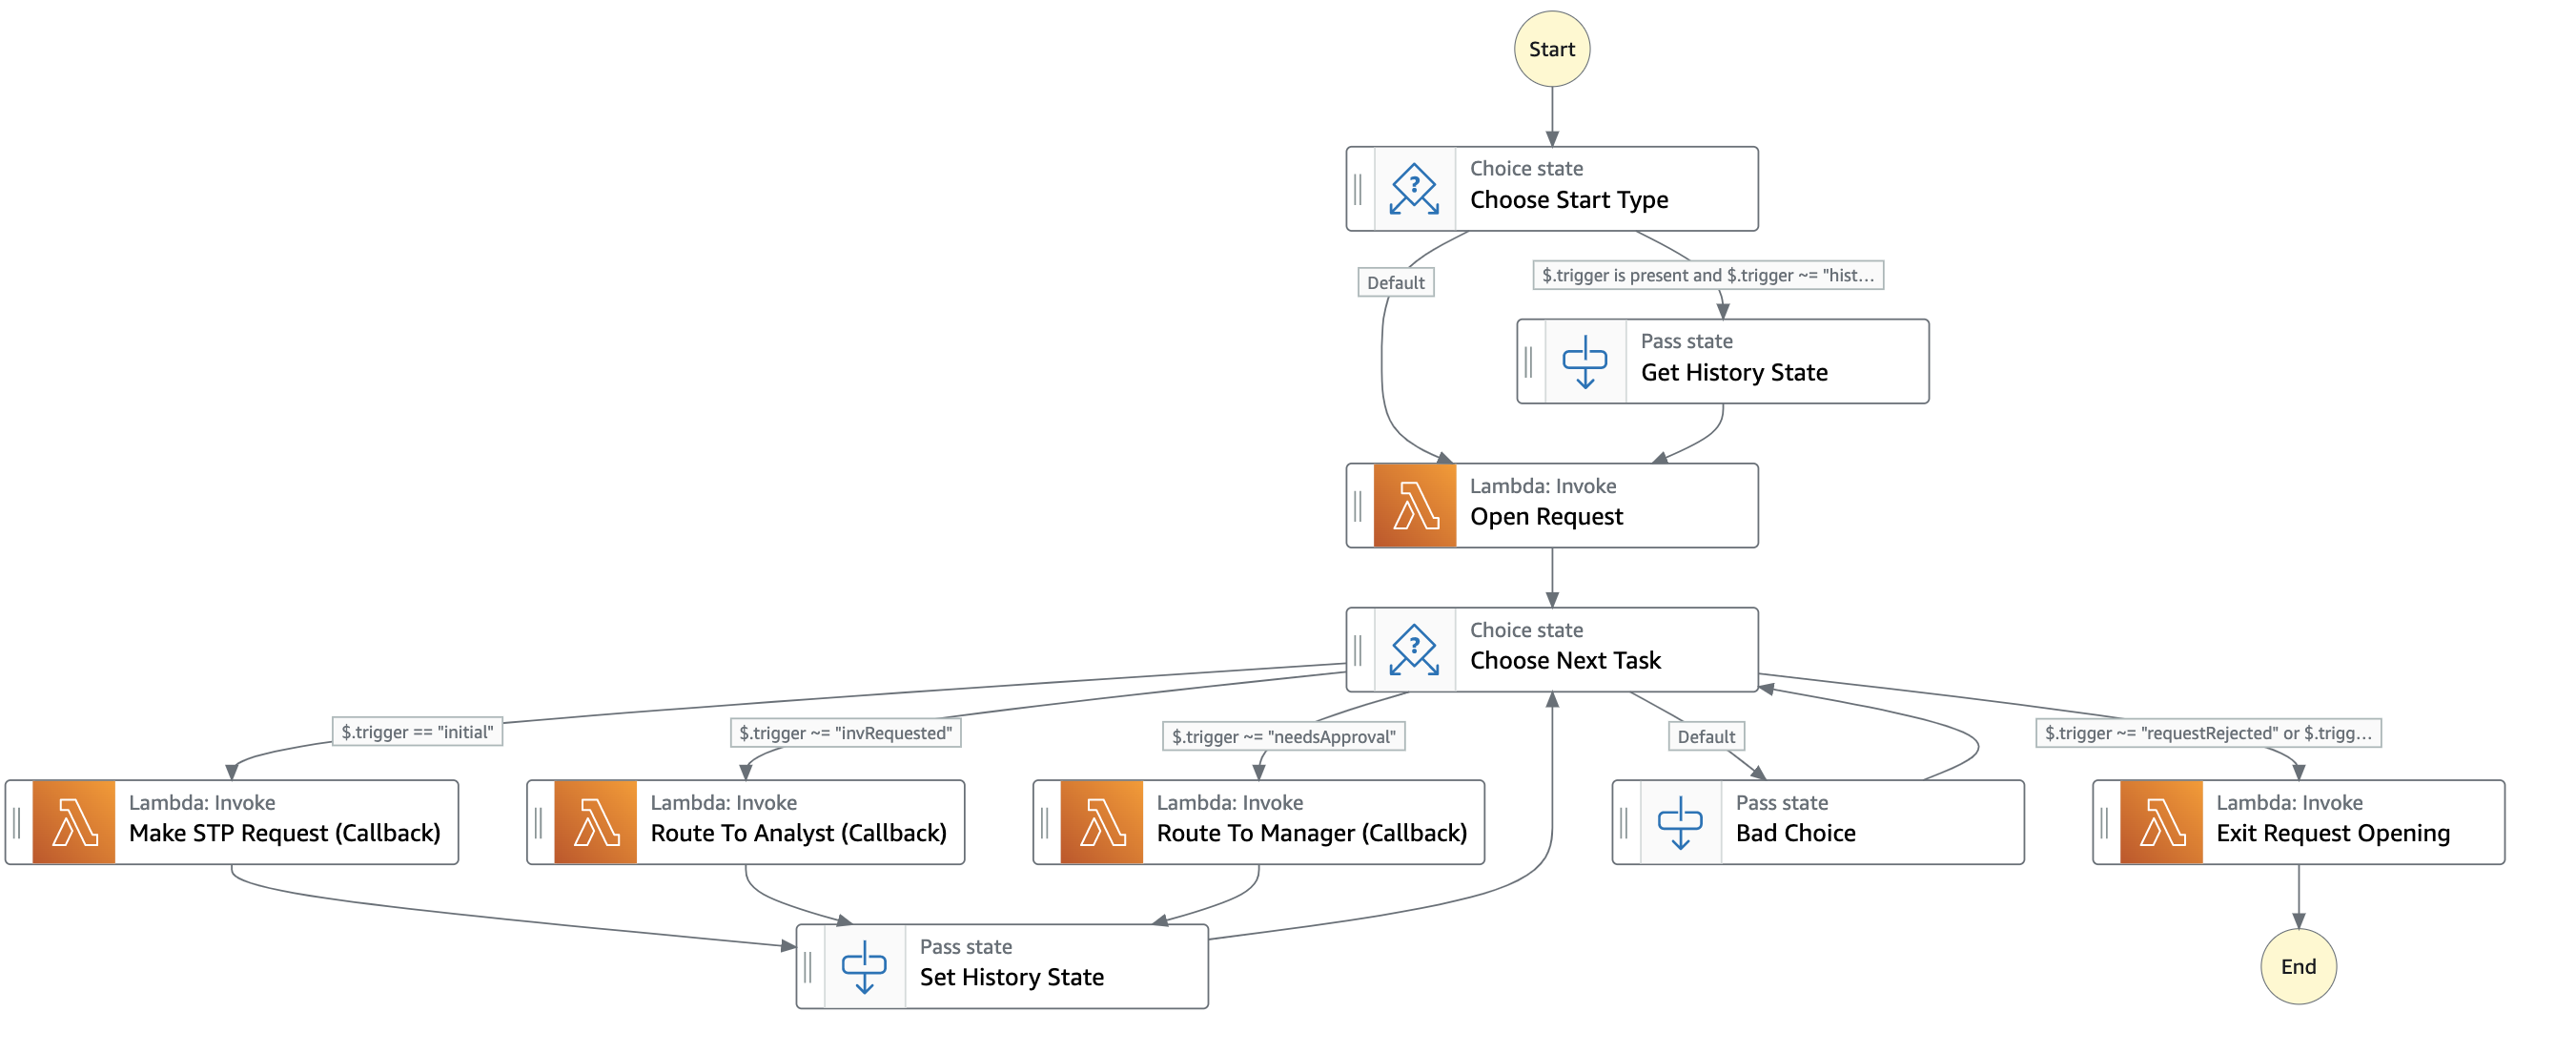 Start
Choice state
Choose Start Type
Default
$.trigger is present and $.trigger ~= "hist...
Pass state
Get History State
Lambda: Invoke
Open Request
Choice state
Choose Next Task
$.trigger == "initial"
$.trigger ~= "invRequested"
$.trigger ~= "needsApproval"
Default
$.trigger ~= "requestRejected" or $.trigg...
Lambda: Invoke
Make STP Request (Callback)
Lambda: Invoke
Route To Analyst (Callback)
Lambda: Invoke
Route To Manager (Callback)
Pass state
Bad Choice
Lambda: Invoke
Exit Request Opening
Pass state
Set History State
End